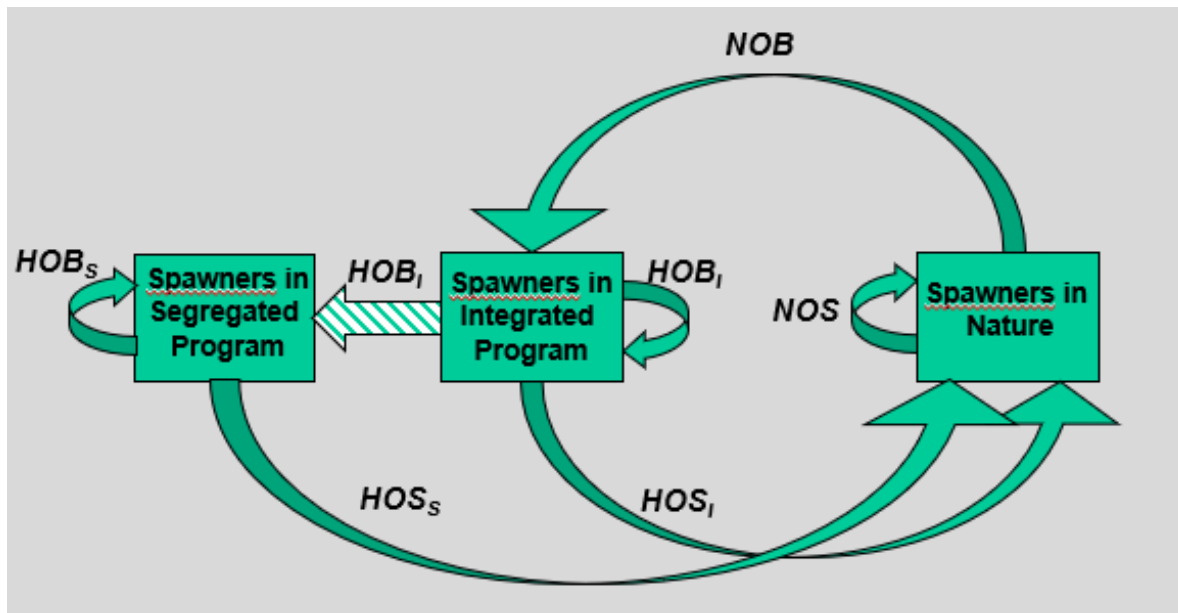 NOB
HOBS
Spawners in
Segregated
Program
HOBI
Spawners in
Integrated
Program
HOBI
NOS
Spawners in
Nature
HOSS
HOSI